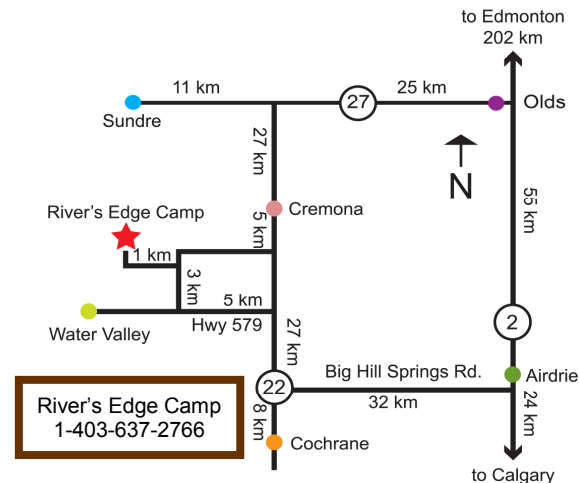 to Edmonton
202 km
11 km
27
25 km
Sundre
Olds
27 km
N
River's Edge Camp
Cremona
5 km
55 km
1 km
3 km
5 km
Water Valley
Hwy 579
27 km
2
Big Hill Springs Rd.
Airdrie
22
32 km
24 km
River's Edge Camp
1-403-637-2766
8 km
Cochrane
to Calgary